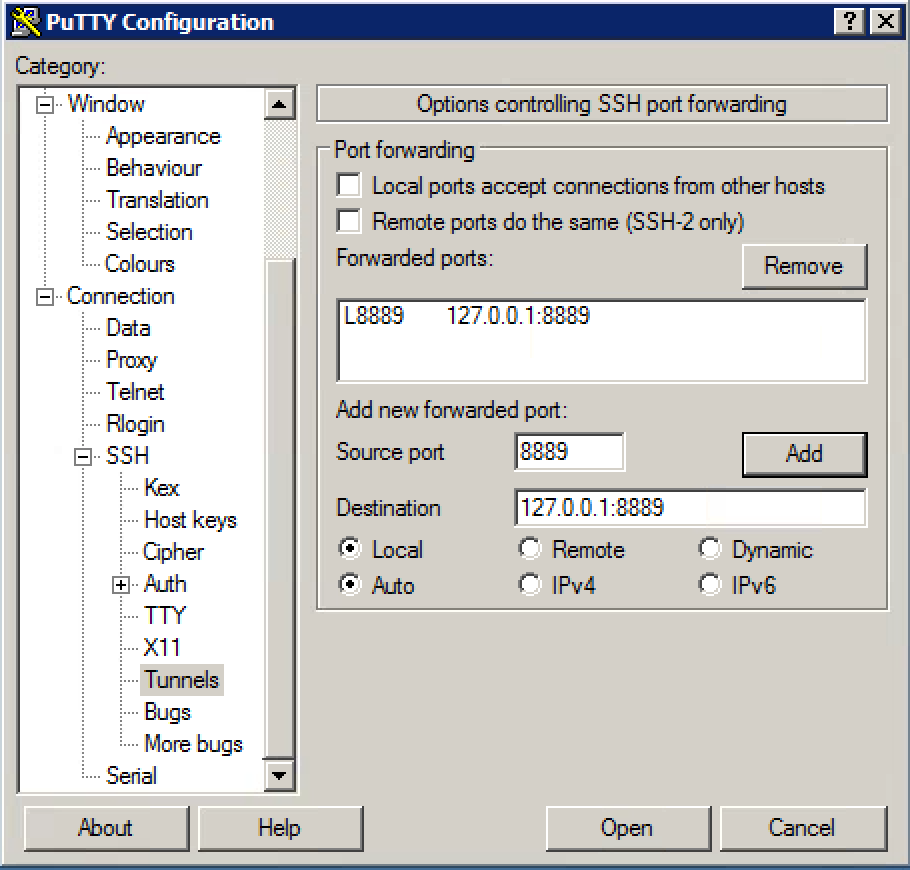 PuTTY Configuration
Category:
Window
Appearance
Behaviour
Translation
Selection
Colours
Connection
Data
Proxy
Telnet
Rlogin
SSH
Kex
Host keys
Cipher
Auth
TTY
X11
Tunnels
Bugs
More bugs
Serial
Options controlling SSH port forwarding
Port forwarding
Local ports accept connections from other hosts
Remote ports do the same (SSH-2 only)
Forwarded ports:
Remove
L8889 127.0.0.1:8889
Add new forwarded port:
Source port 8889 Add
Destination 127.0.0.1:8889
Local Remote Dynamic
Auto IPv4 IPv6
About Help Open Cancel